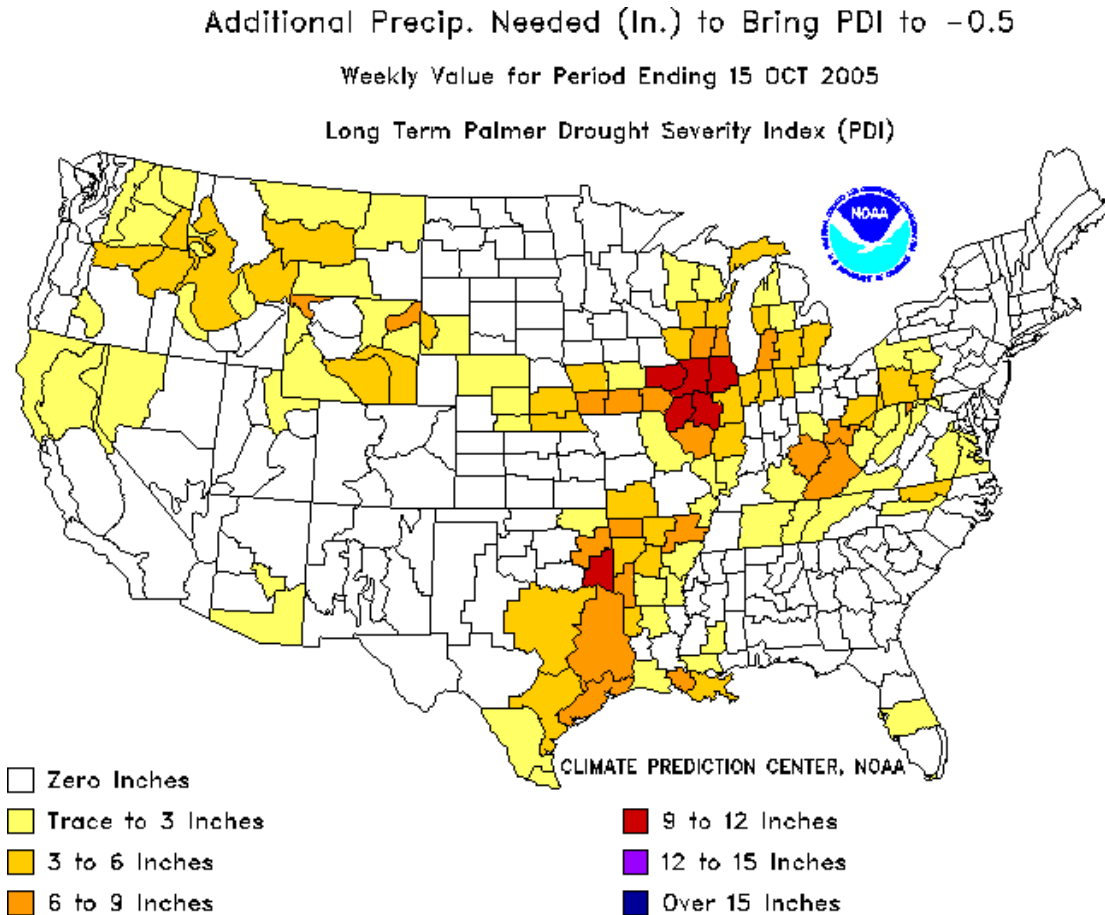 Additional Precip. Needed (In.) to Bring PDI to -0.5
Weekly Value for Period Ending 15 OCT 2005
Long Term Palmer Drought Severity Index (PDI)
NOAA
CLIMATE PREDICTION CENTER, NOAA
Zero Inches
Trace to 3 Inches
3 to 6 Inches
6 to 9 Inches
9 to 12 Inches
12 to 15 Inches
Over 15 Inches